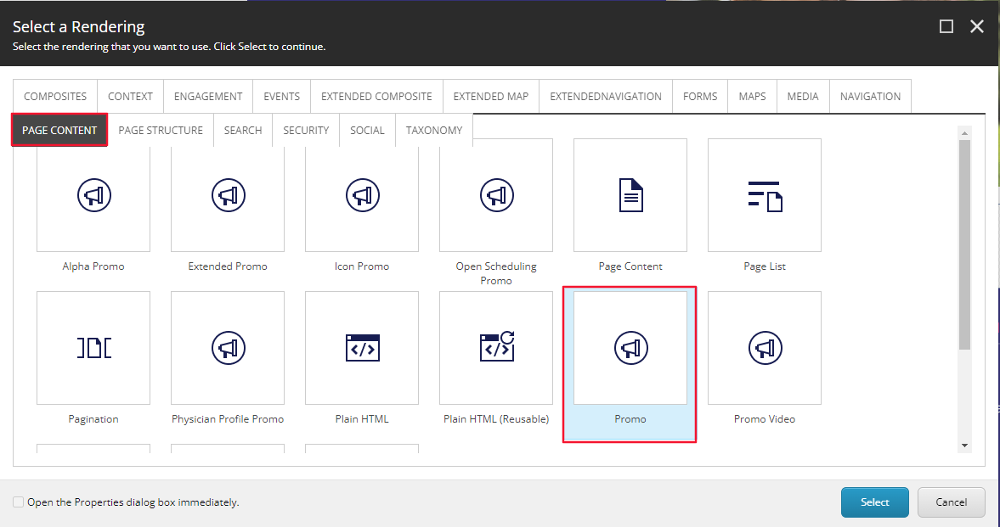 Select a Rendering
Select the rendering that you want to use. Click Select to continue.
COMPOSITES CONTEXT ENGAGEMENT EVENTS EXTENDED COMPOSITE EXTENDED MAP EXTENDEDNAVIGATION FORMS MAPS MEDIA NAVIGATION
PAGE CONTENT PAGE STRUCTURE SEARCH SECURITY SOCIAL TAXONOMY
Alpha Promo
Extended Promo
Icon Promo
Open Scheduling
Promo
Page Content
Page List
Pagination
Physician Profile Promo
Plain HTML
Plain HTML (Reusable)
Promo
Promo Video
Open the Properties dialog box immediately.
Select
Cancel